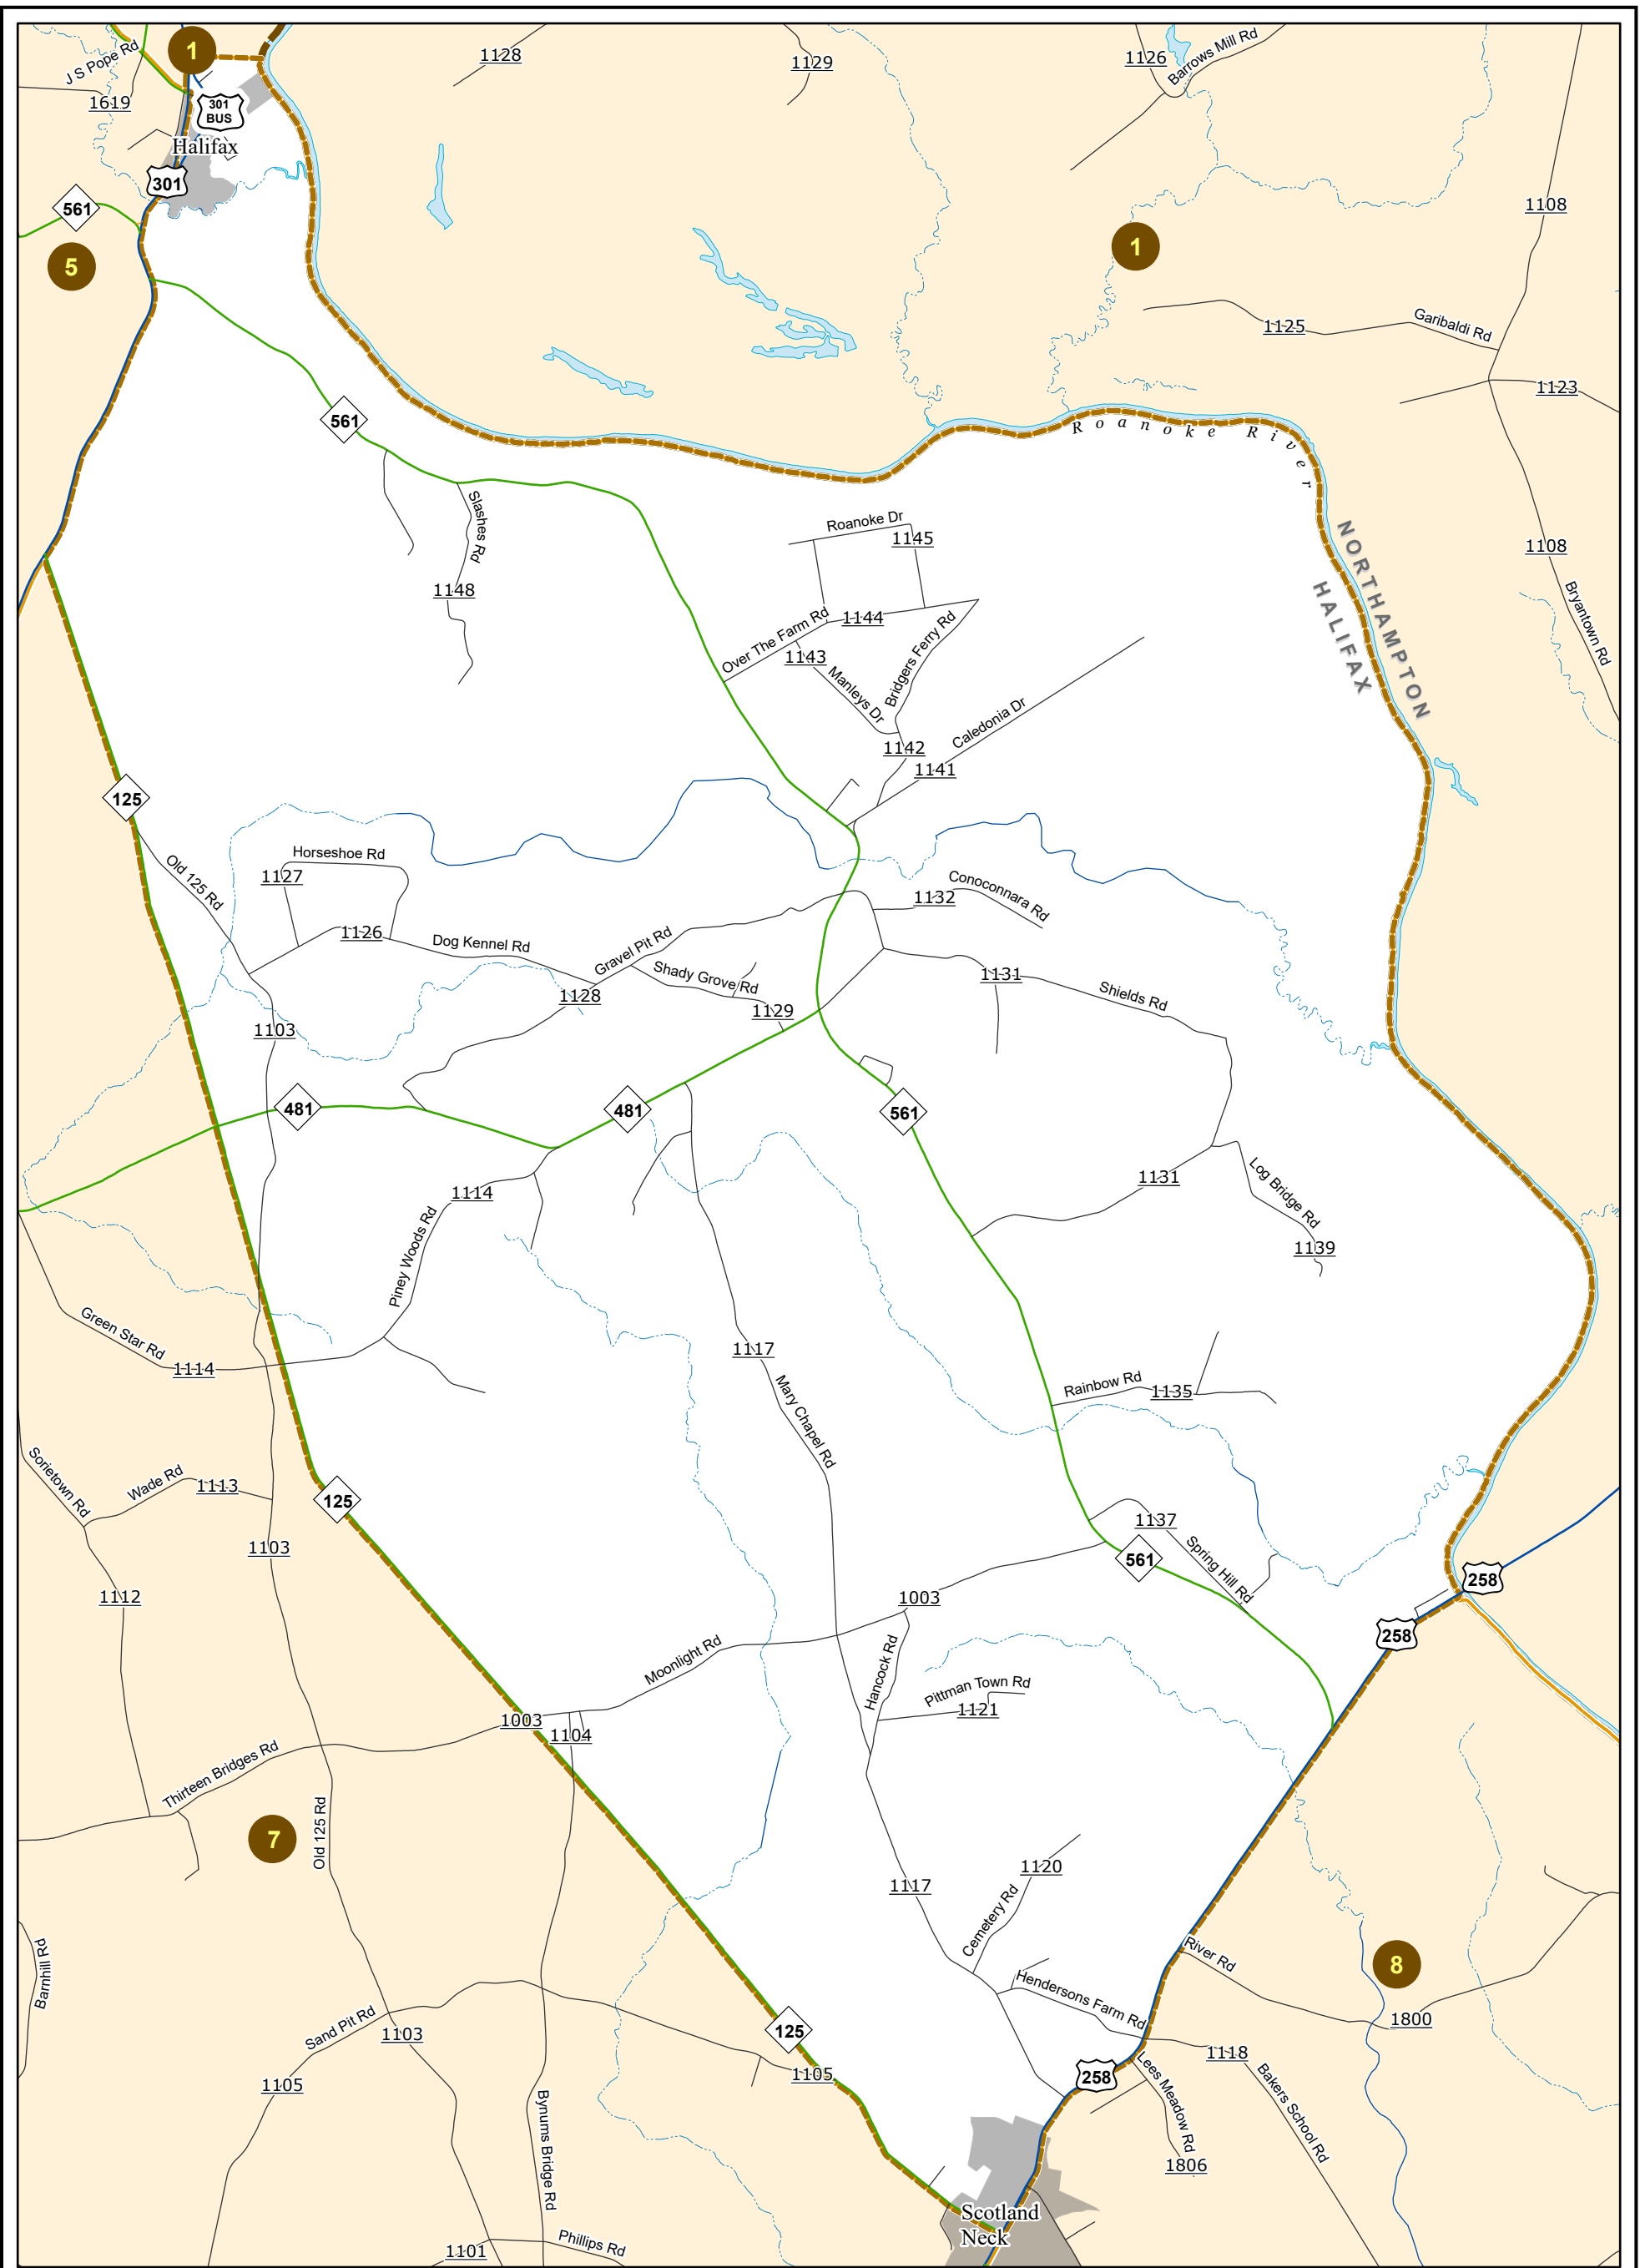 1
J S Pope Rd
1619
301
BUS
Halifax
301
561
5
1128
1129
1126
Barrows Mill Rd
1108
1
1125
Garibaldi Rd
1123
561
Roanoke River
NORTHAMPTON
HALIFAX
1108
Bryantown Rd
Slashes Rd
1148
Roanoke Dr
1145
1144
Over The Farm Rd
1143
Manleys Dr
Bridgers Ferry Rd
Caledonia Dr
1142
1141
125
Old 125 Rd
Horseshoe Rd
1127
1126
Dog Kennel Rd
Gravel Pit Rd
Shady Grove Rd
1128
1129
1132
Conoconnara Rd
1131
Shields Rd
1103
481
481
561
1114
Piney Woods Rd
1131
Log Bridge Rd
1139
Green Star Rd
1114
1117
Mary Chapel Rd
Rainbow Rd
1135
Sorietown Rd
Wade Rd
1113
125
1103
1112
1137
Spring Hill Rd
561
258
258
1003
Moonlight Rd
Hancock Rd
Pittman Town Rd
1121
1003
1104
Thirteen Bridges Rd
7
Old 125 Rd
1117
1120
Cemetery Rd
Barnhill Rd
River Rd
8
Hendersons Farm Rd
1800
Sand Pit Rd
1103
125
1105
1105
258
1118
Lees Meadow Rd
Bakers School Rd
1806
Bynums Bridge Rd
Scotland
Neck
Phillips Rd
1101